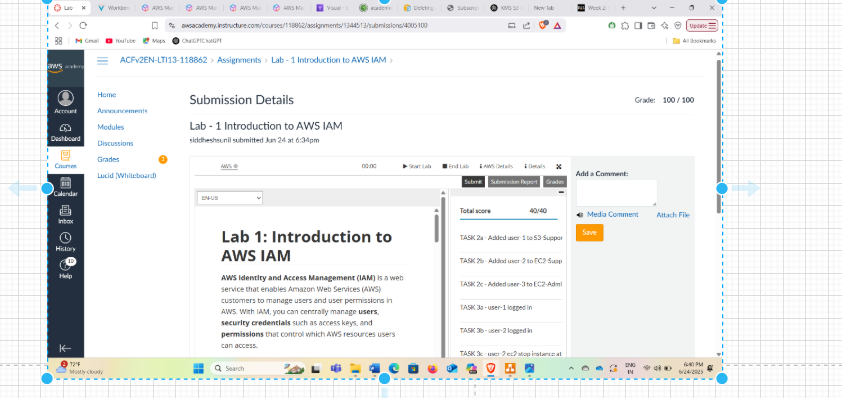 Lab
Workben
AWS Ma
AWS Ma
AWS Ma
AWS Ma
Visual
academ
Deleting
Subramo
KMS S3
New Tab
Week 2
awsacademy.instructure.com/courses/118862/assignments/1344513/submissions/4005100
Update
Gmail
YouTube
Maps
ChatGPTChatGPT
All Bookmarks
aws academy
Account
Dashboard
Courses
Calendar
Inbox
History
10
Help
ACFv2EN-LTI13-118862 > Assignments > Lab - 1 Introduction to AWS IAM >
Home
Announcements
Modules
Discussions
Grades
Lucid (Whiteboard)
Submission Details
Grade: 100 / 100
Lab - 1 Introduction to AWS IAM
siddheshsunil submitted Jun 24 at 6:34pm
AWS
00:00
Start Lab
End Lab
AWS Details
Details
Submit
Submission Report
Grades
EN-US
Lab 1: Introduction to
AWS IAM
AWS Identity and Access Management (IAM) is a web
service that enables Amazon Web Services (AWS)
customers to manage users and user permissions in
AWS. With IAM, you can centrally manage users,
security credentials such as access keys, and
permissions that control which AWS resources users
can access.
Total score 40/40
TASK 2a - Added user-1 to S3-Suppor
TASK 2b - Added user-2 to EC2-Supp
TASK 2c - Added user-3 to EC2-Admi
TASK 3a - user-1 logged in
TASK 3b - user-2 logged in
TASK 3c - user-2 ec2 stop instance at
Add a Comment:
Media Comment
Attach File
Save
72°F
Mostly cloudy
Search
ENG
IN
6:40 PM
6/24/2025